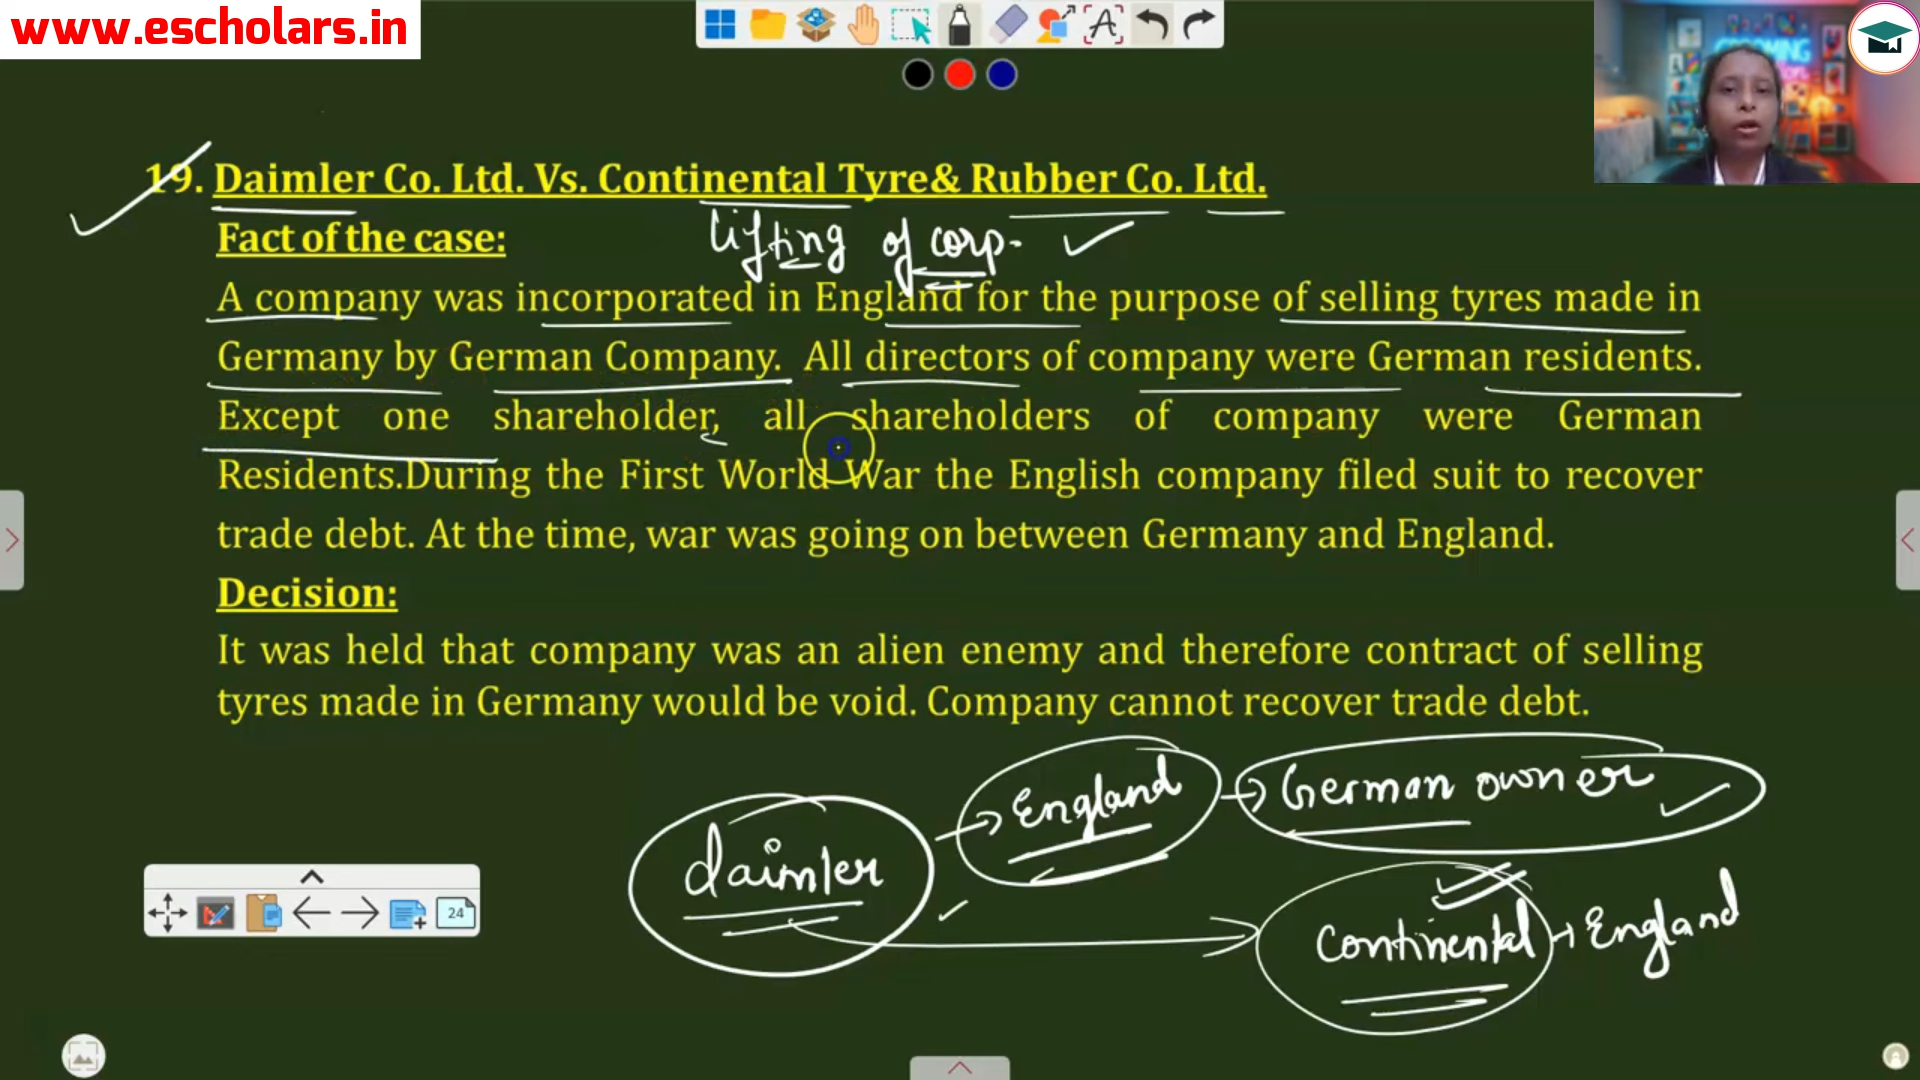 www.escholars.in
19. Daimler Co. Ltd. Vs. Continental Tyre& Rubber Co. Ltd.
Fact of the case:
lifting of corp.
A company was incorporated in England for the purpose of selling tyres made in
Germany by German Company. All directors of company were German residents.
Except one shareholder, all shareholders of company were German
Residents.During the First World War the English company filed suit to recover
trade debt. At the time, war was going on between Germany and England.
Decision:
It was held that company was an alien enemy and therefore contract of selling
tyres made in Germany would be void. Company cannot recover trade debt.
England
German owner
daimler
Continental
England
24